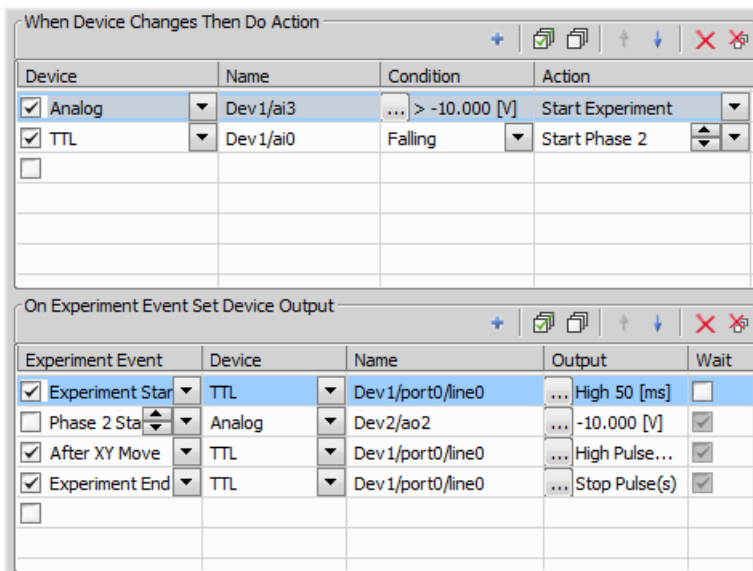 When Device Changes Then Do Action
Device Name Condition Action
Analog Dev1/ai3 ... > -10.000 [V] Start Experiment
TTL Dev1/ai0 Falling Start Phase 2
On Experiment Event Set Device Output
Experiment Event Device Name Output Wait
Experiment Star TTL Dev1/port0/line0 ... High 50 [ms]
Phase 2 Sta Analog Dev2/ao2 ... -10.000 [V]
After XY Move TTL Dev1/port0/line0 ... High Pulse...
Experiment End TTL Dev1/port0/line0 ... Stop Pulse(s)